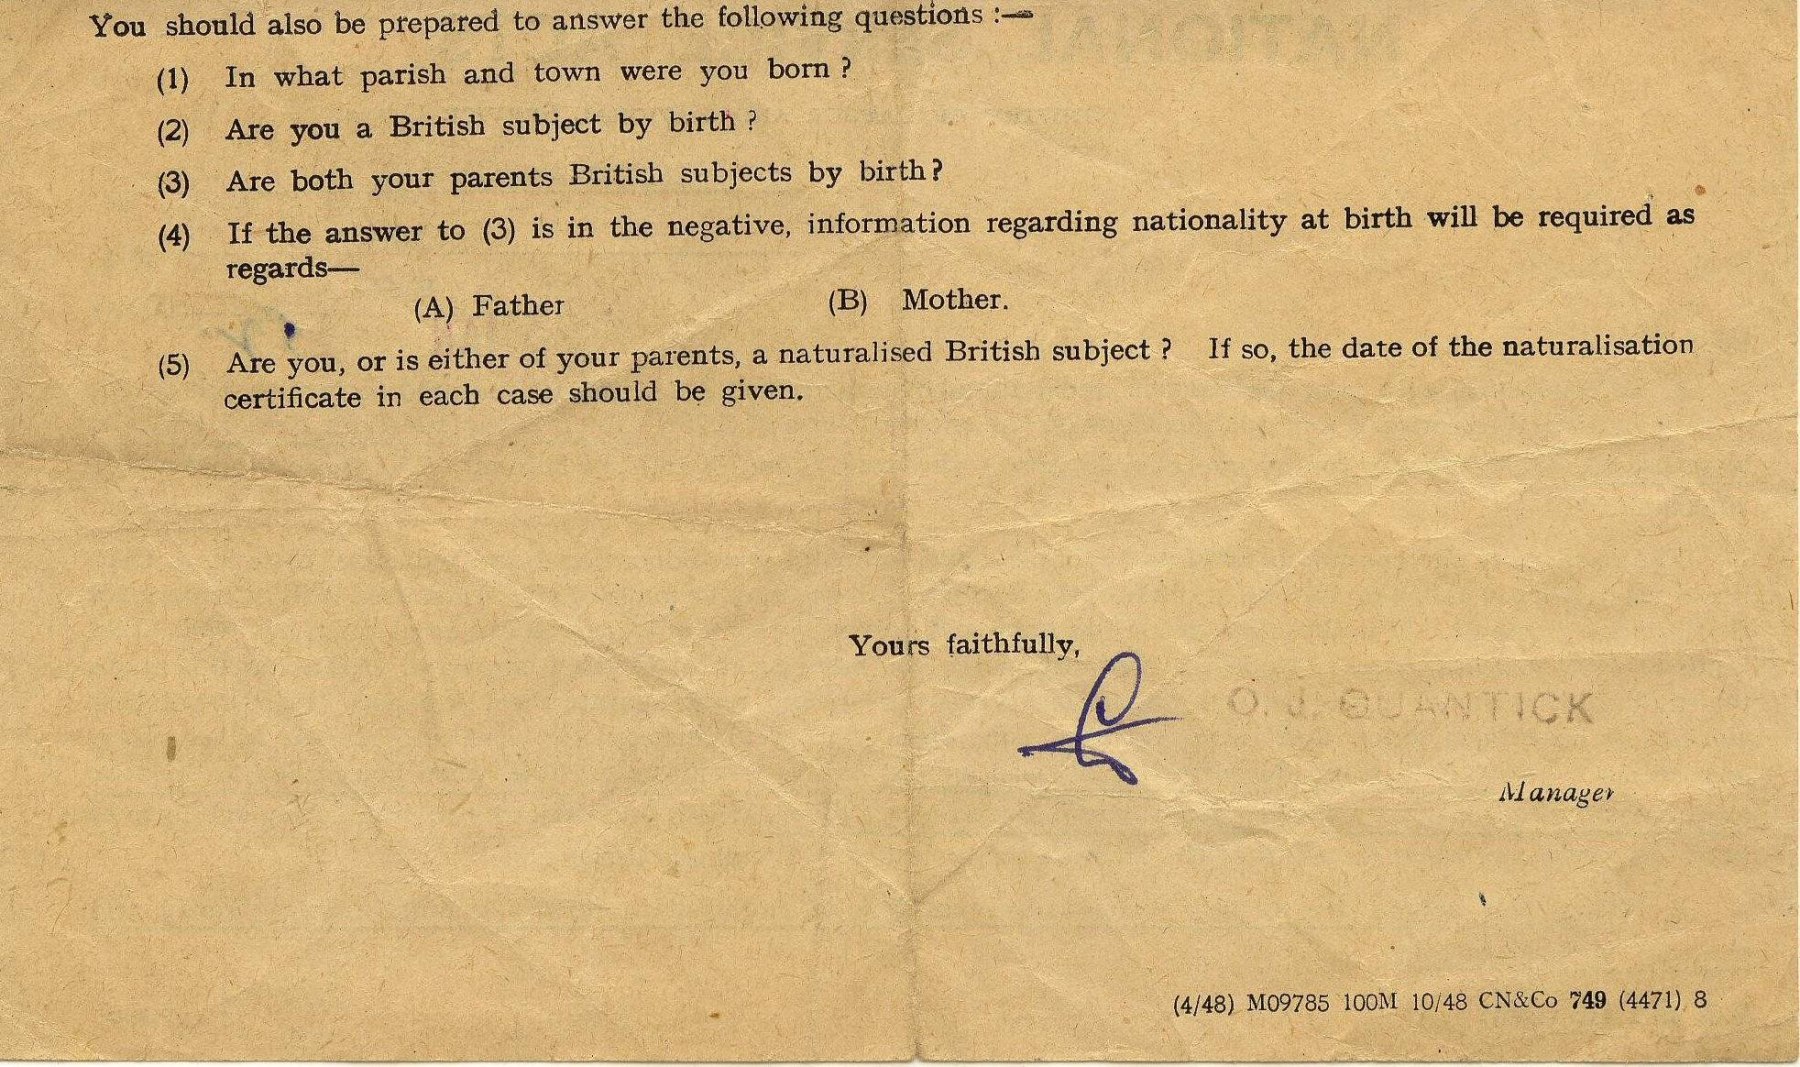 You should also be prepared to answer the following questions :—
(1) In what parish and town were you born ?
(2) Are you a British subject by birth ?
(3) Are both your parents British subjects by birth?
(4) If the answer to (3) is in the negative, information regarding nationality at birth will be required as
regards—
(A) Father (B) Mother.
(5) Are you, or is either of your parents, a naturalised British subject ? If so, the date of the naturalisation
certificate in each case should be given.
Yours faithfully,
O. J. QUANTICK
Manager
(4/48) M09785 100M 10/48 CN&Co 749 (4471) 8